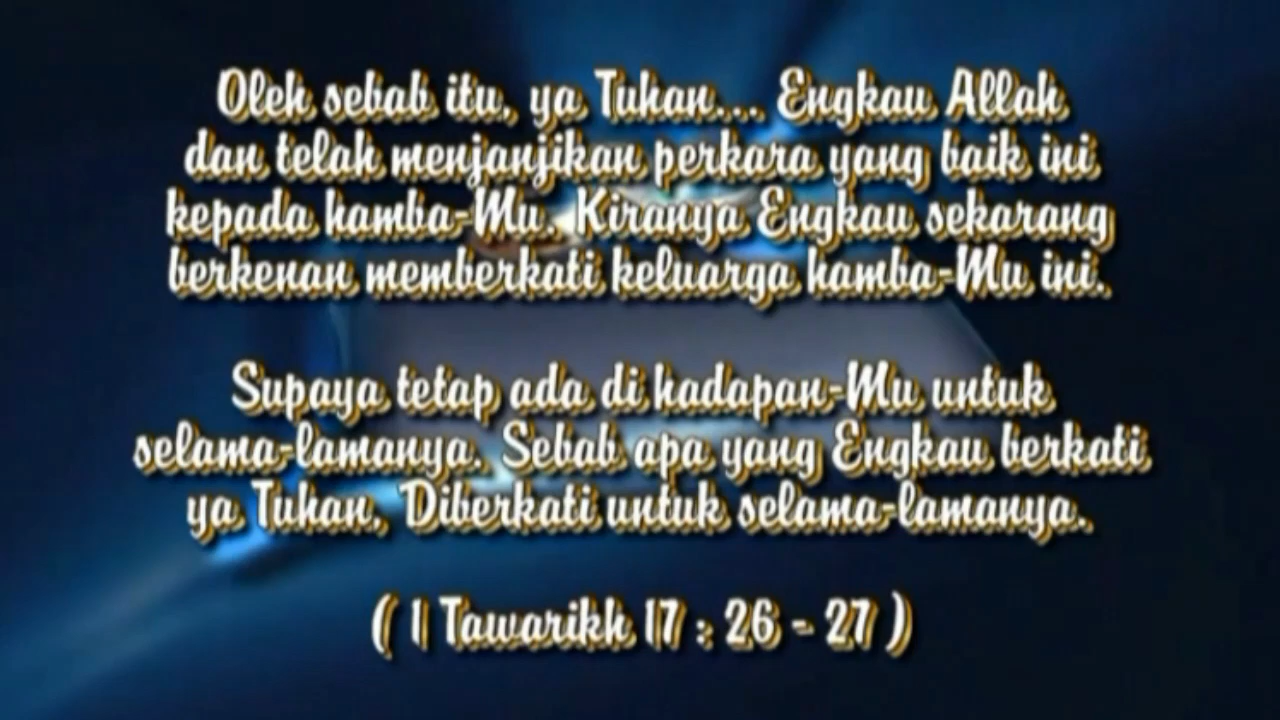 Oleh sebab itu, ya Tuhan... Engkau Allah
dan telah menjanjikan perkara yang baik ini
kepada hamba-Mu. Kiranya Engkau sekarang
berkenan memberkati keluarga hamba-Mu ini.
Supaya tetap ada di hadapan-Mu untuk
selama-lamanya. Sebab apa yang Engkau berkati
ya Tuhan, Diberkati untuk selama-lamanya.
( 1 Tawarikh 17 : 26 - 27 )